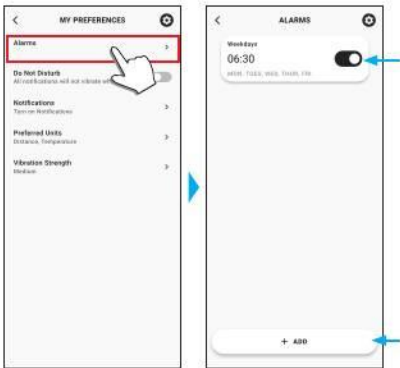 MY PREFERENCES
Alarms
Do Not Disturb
All notifications will not vibrate
Notifications
Turn on Notifications
Preferred Units
Distance, Temperature
Vibration Strength
Medium
ALARMS
Weekdays
06:30
MON, TUES, WED, THUR, FRI
+ ADD